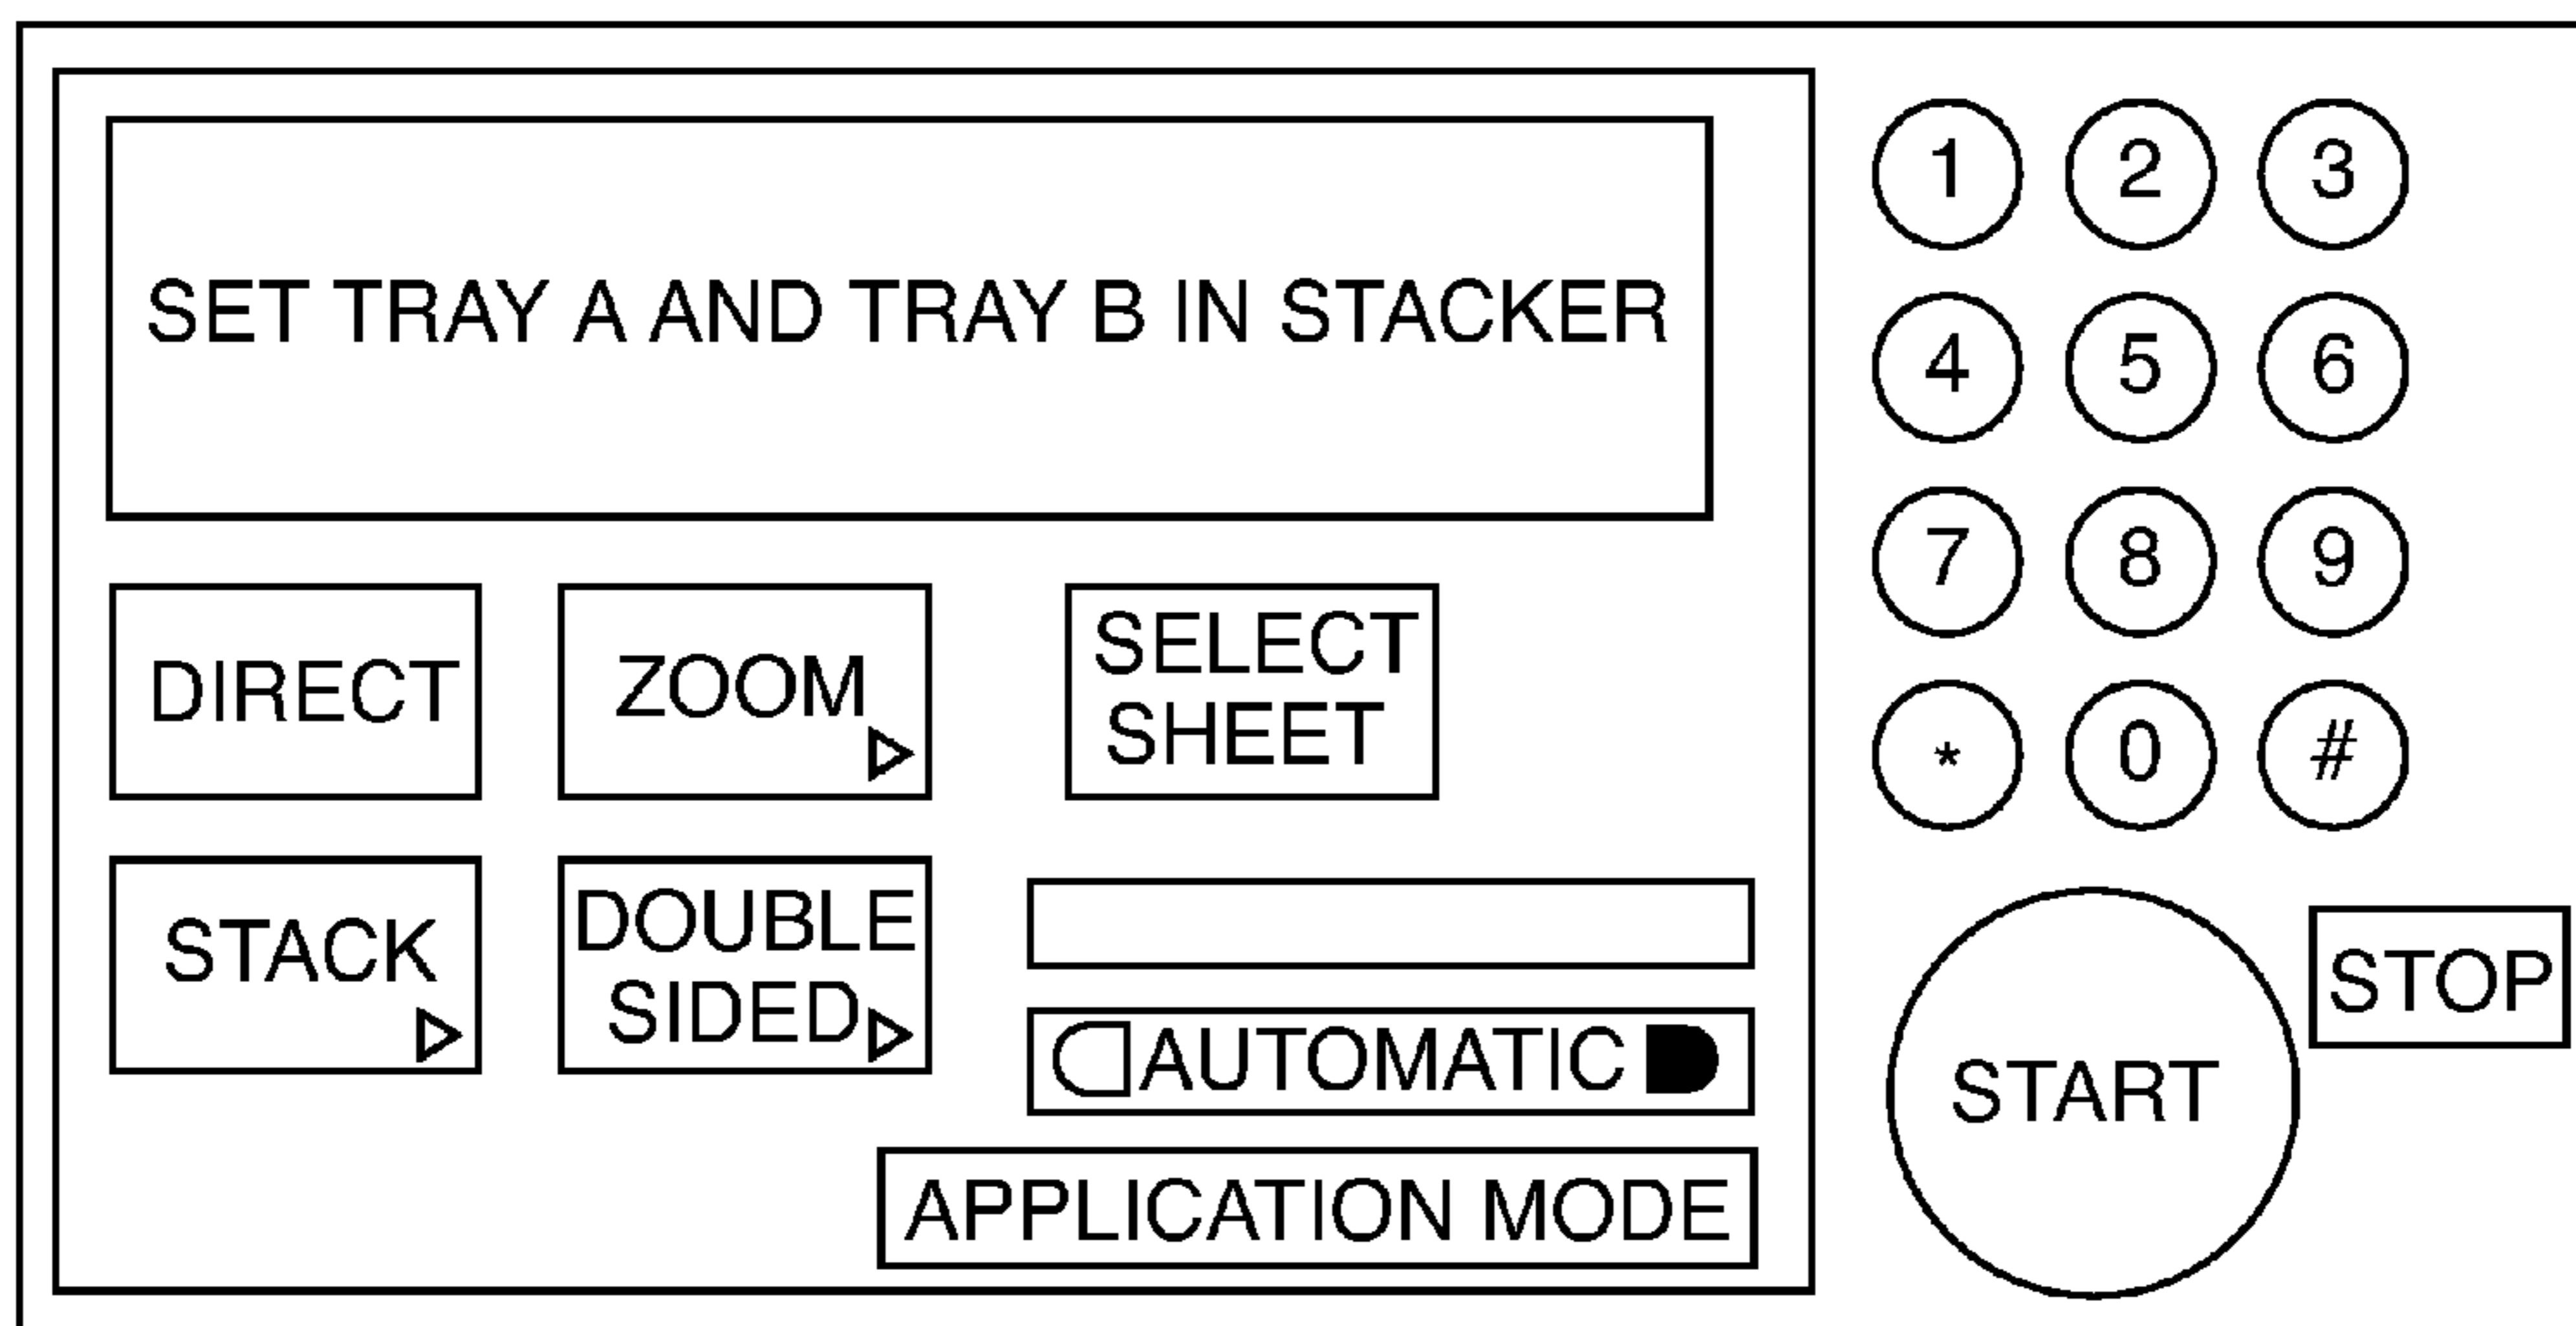 SET TRAY A AND TRAY B IN STACKER
DIRECT
ZOOM
SELECT
SHEET
STACK
DOUBLE
SIDED
AUTOMATIC
APPLICATION MODE
1 2 3
4 5 6
7 8 9
* 0 #
START
STOP